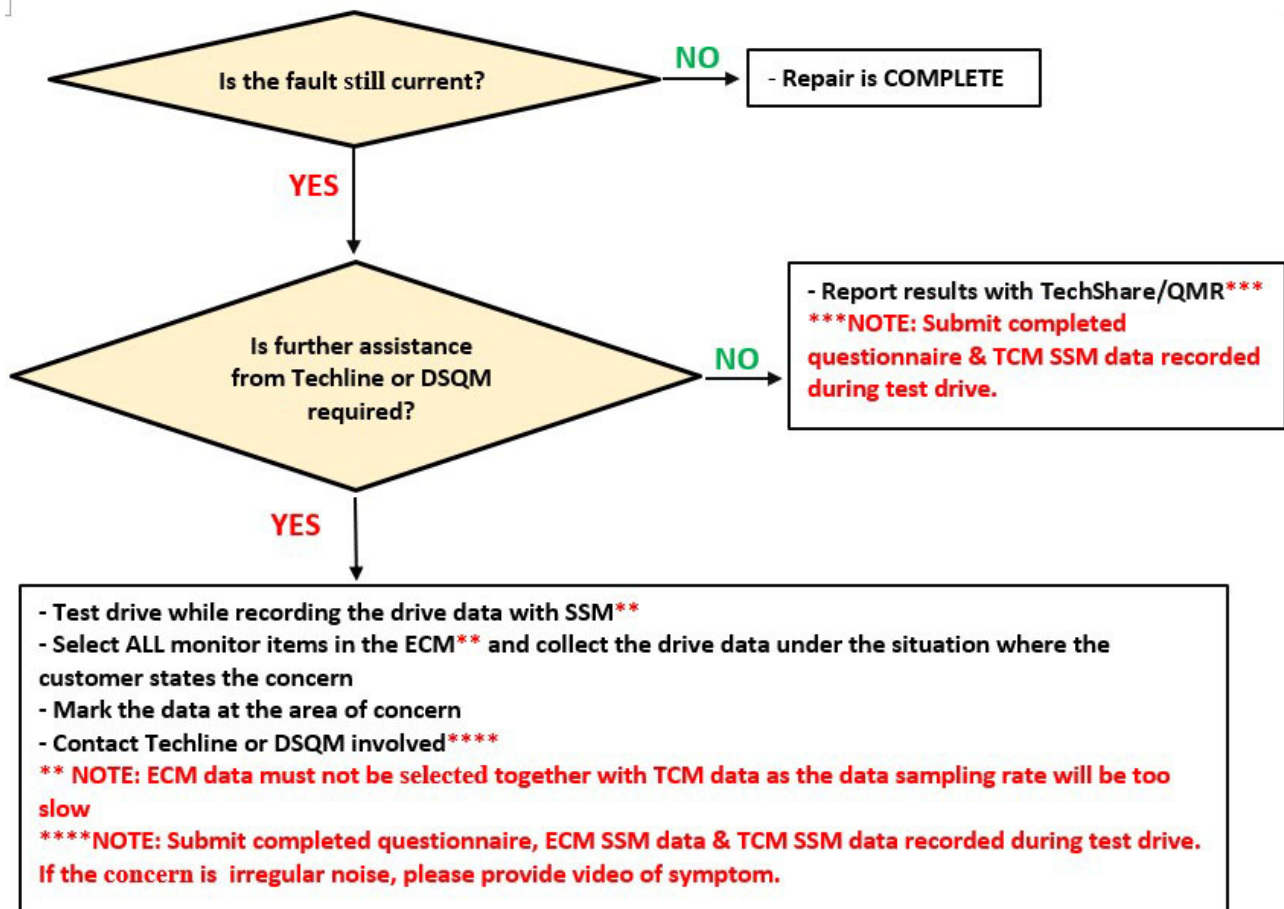 Is the fault still current?
NO
- Repair is COMPLETE
YES
Is further assistance
from Techline or DSQM
required?
NO
- Report results with TechShare/QMR***
***NOTE: Submit completed
questionnaire & TCM SSM data recorded
during test drive.
YES
- Test drive while recording the drive data with SSM**
- Select ALL monitor items in the ECM** and collect the drive data under the situation where the
customer states the concern
- Mark the data at the area of concern
- Contact Techline or DSQM involved****
** NOTE: ECM data must not be selected together with TCM data as the data sampling rate will be too
slow
****NOTE: Submit completed questionnaire, ECM SSM data & TCM SSM data recorded during test drive.
If the concern is  irregular noise, please provide video of symptom.